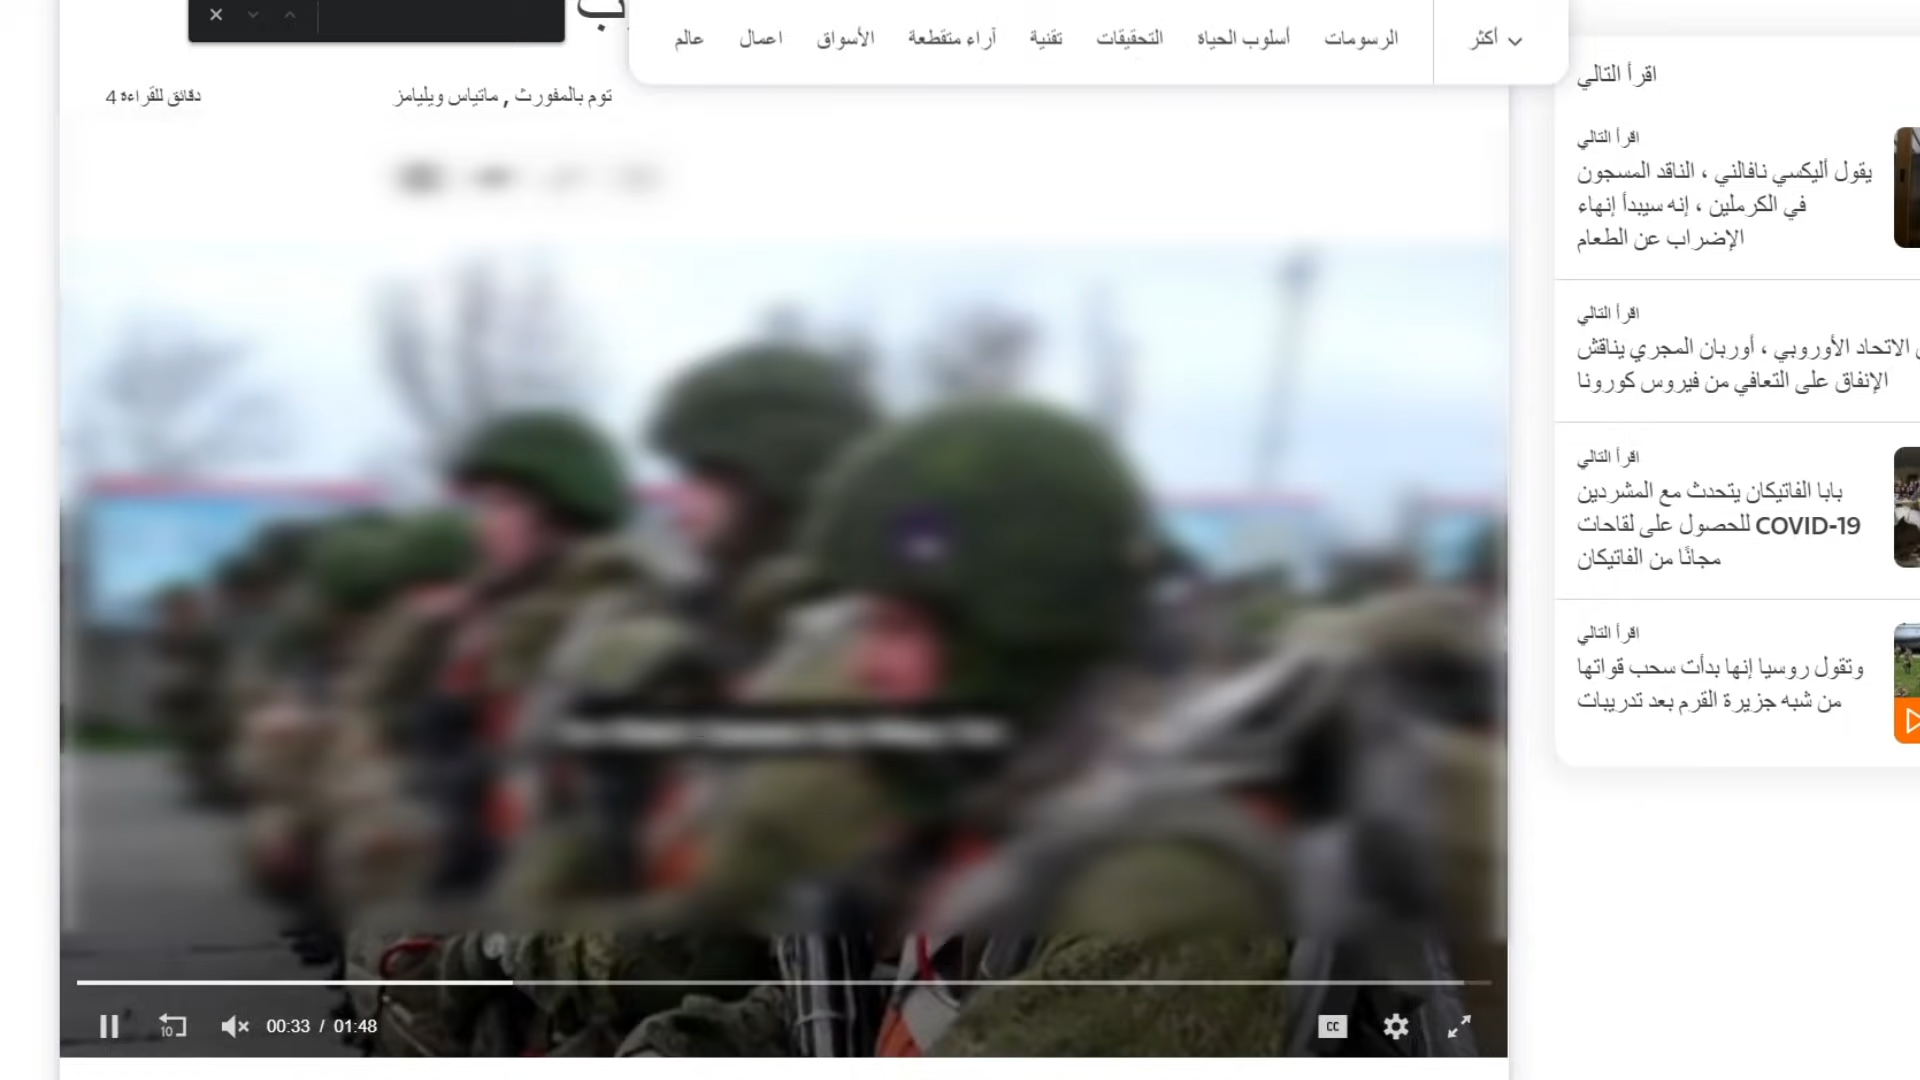 أكثر
الرسومات
أسلوب الحياة
التحقيقات
تقنية
آراء متقطعة
الأسواق
اعمال
عالم
توم بالمفورث , ماتياس ويليامز
4 دقائق للقراءة
اقرأ التالي
اقرأ التالي
يقول أليكسي نافالني ، الناقد المسجون
في الكرملين ، إنه سيبدأ إنهاء
الإضراب عن الطعام
اقرأ التالي
الاتحاد الأوروبي ، أوربان المجري يناقش
الإنفاق على التعافي من فيروس كورونا
اقرأ التالي
بابا الفاتيكان يتحدث مع المشردين
للحصول على لقاحات COVID-19
مجانًا من الفاتيكان
اقرأ التالي
وتقول روسيا إنها بدأت سحب قواتها
من شبه جزيرة القرم بعد تدريبات
10
00:33 / 01:48
CC